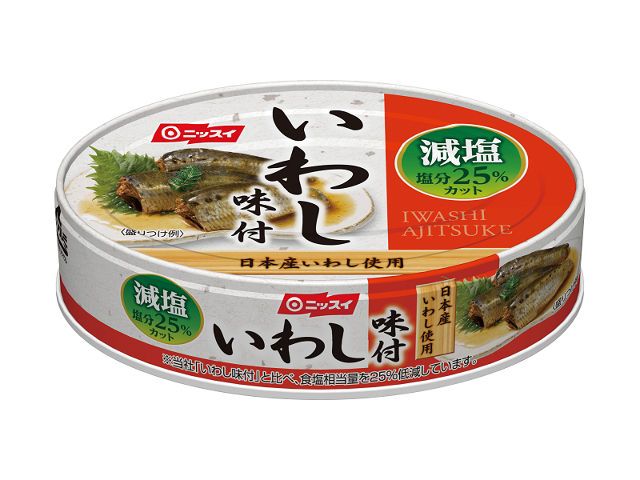 ニッスイ
いわし
味付
減塩
塩分25%
カット
IWASHI
AJITSUKE
〈盛りつけ例〉
日本産いわし使用
減塩
塩分25%
カット
ニッスイ
いわし
味付
日本産
いわし使用
※当社「いわし味付」と比べ、食塩相当量を25%低減しています。